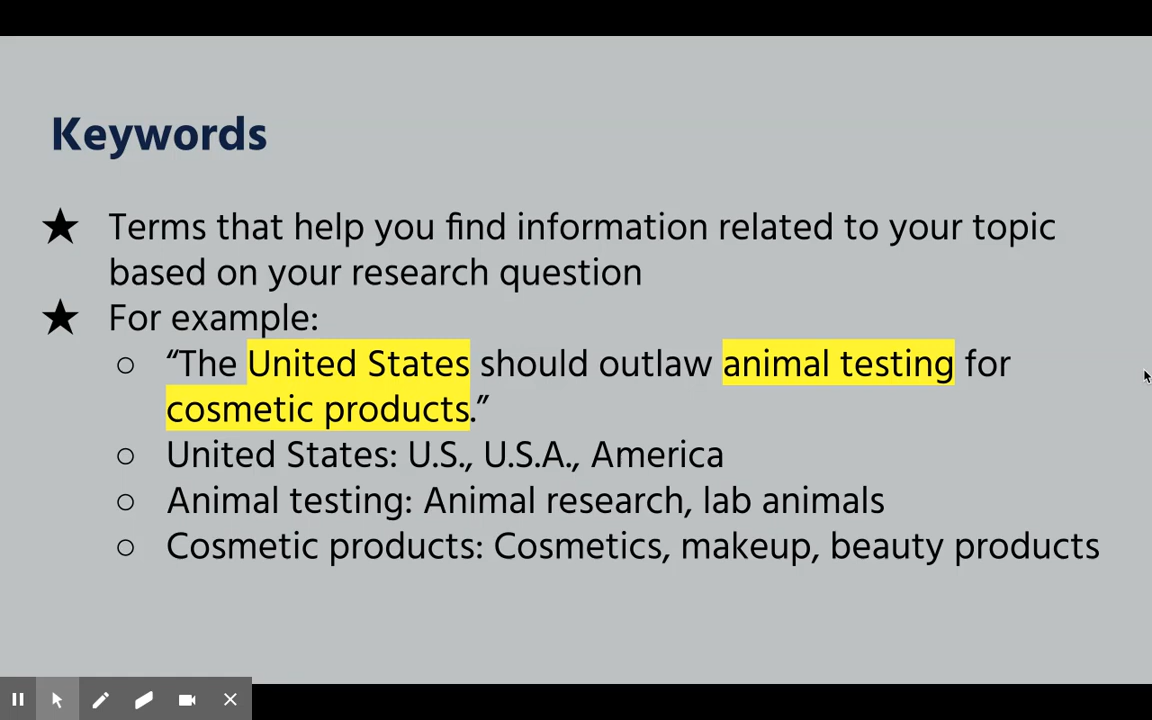 Keywords
★ Terms that help you find information related to your topic
based on your research question
★ For example:
○ “The United States should outlaw animal testing for
cosmetic products.”
○ United States: U.S., U.S.A., America
○ Animal testing: Animal research, lab animals
○ Cosmetic products: Cosmetics, makeup, beauty products